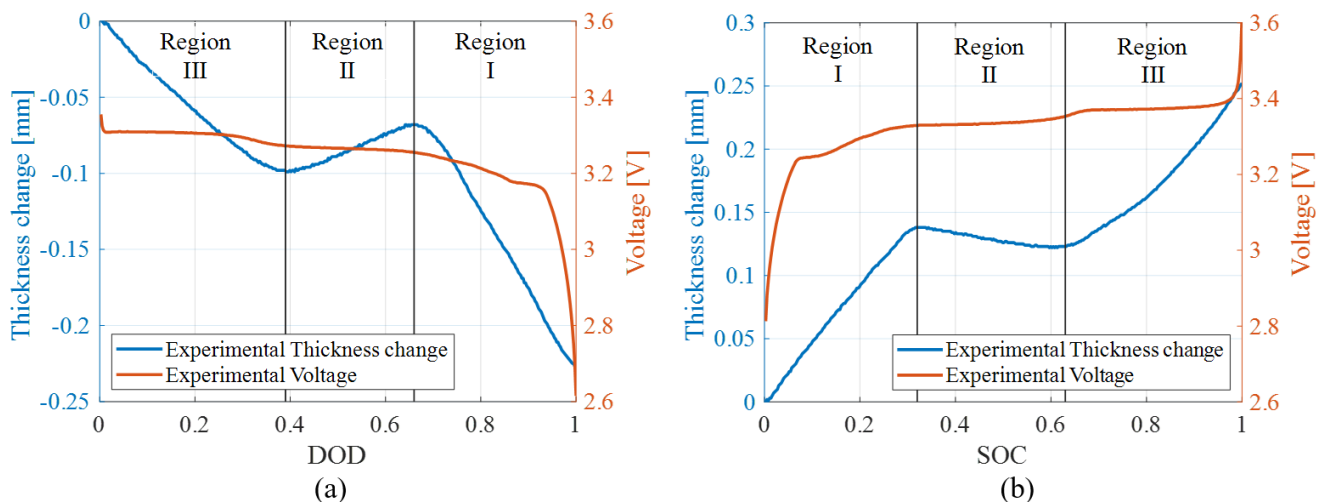 0
-0.05
-0.1
-0.15
-0.2
-0.25
Thickness change [mm]
Region
III
Region
II
Region
I
3.6
3.4
3.2
3
2.8
2.6
Voltage [V]
Experimental Thickness change
Experimental Voltage
0 0.2 0.4 0.6 0.8 1
DOD
(a)
0.3
0.25
0.2
0.15
0.1
0.05
0
Thickness change [mm]
Region
I
Region
II
Region
III
3.6
3.4
3.2
3
2.8
2.6
Voltage [V]
Experimental Thickness change
Experimental Voltage
0 0.2 0.4 0.6 0.8 1
SOC
(b)